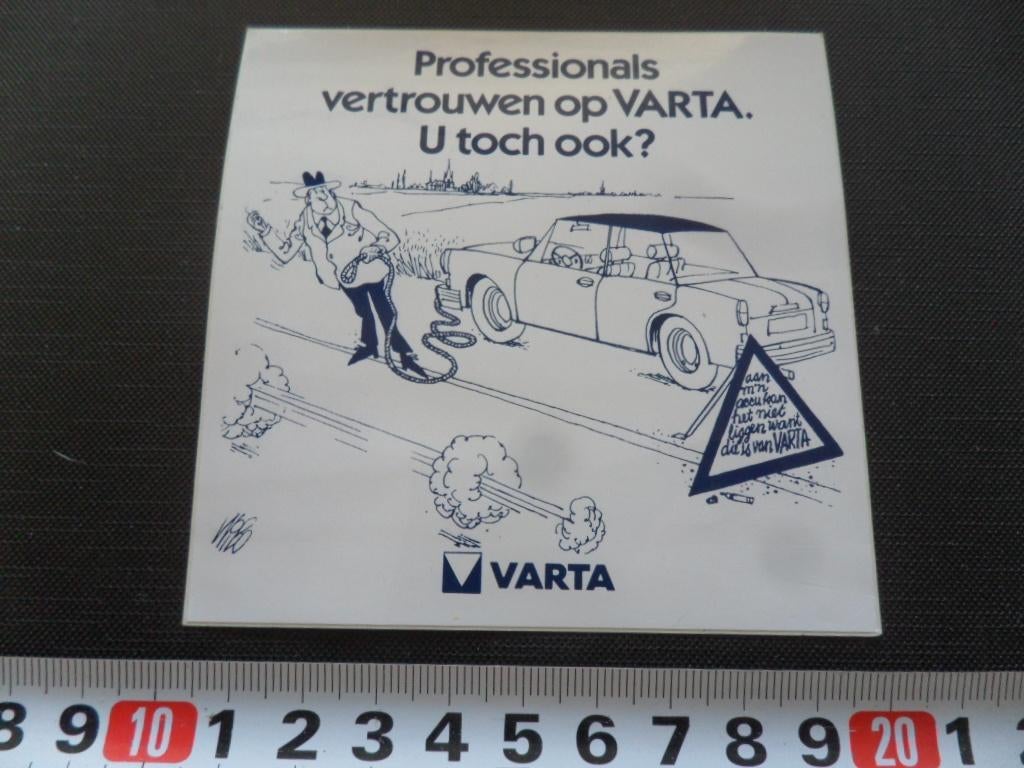 Professionals
vertrouwen op VARTA.
U toch ook?
aan
m'n
accu kan
het niet
liggen want
die is van VARTA
VARTA
8 9 10 1 2 3 4 5 6 7 8 9 20 1